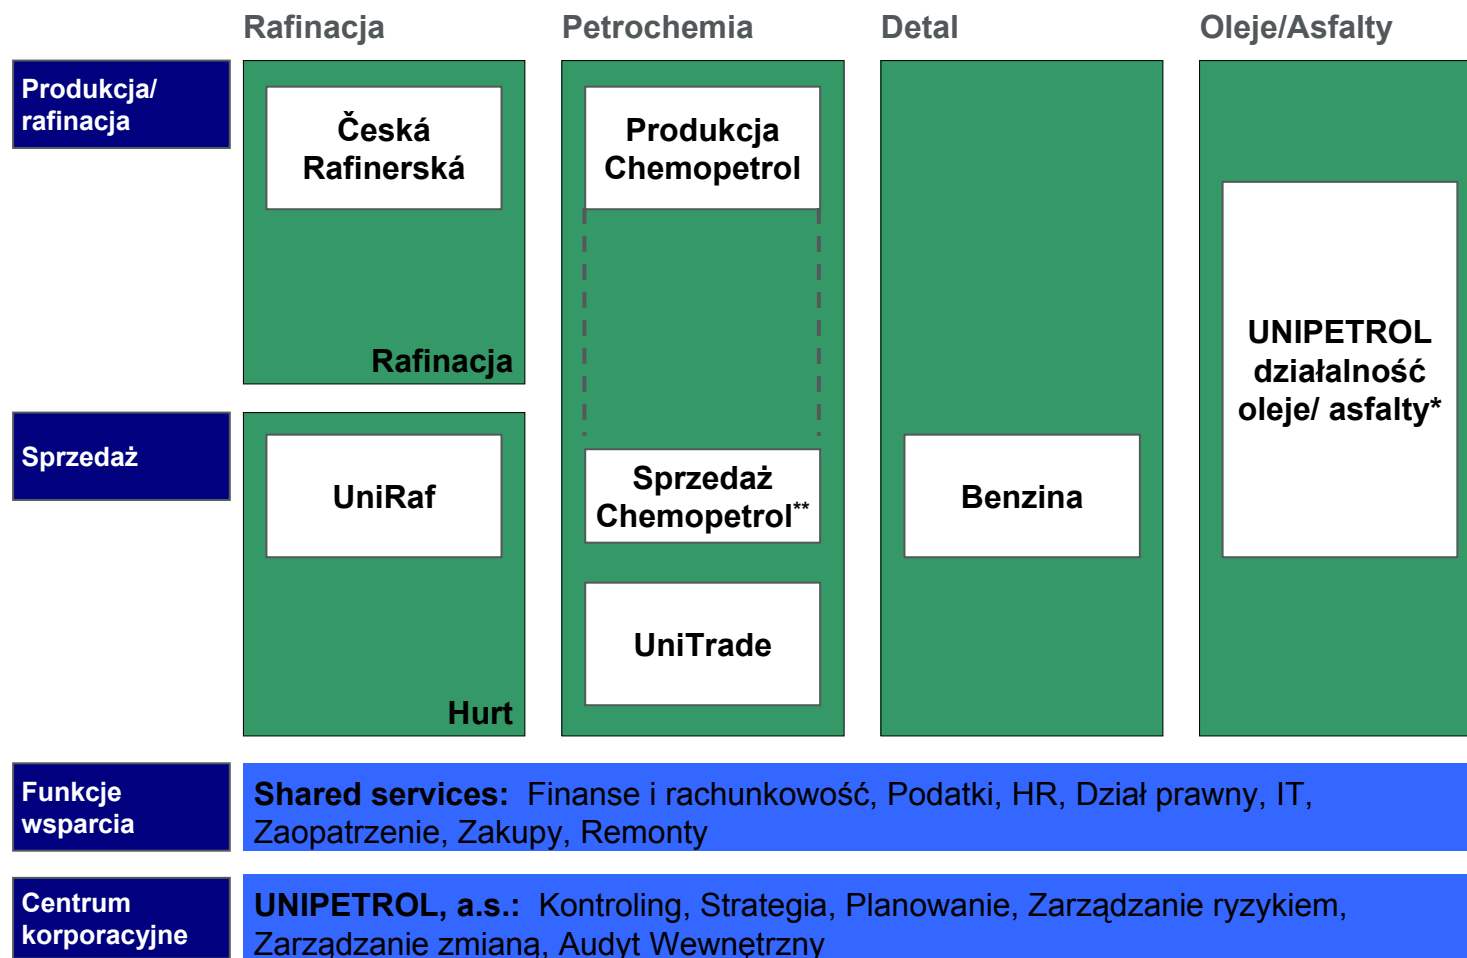 Rafinacja
Petrochemia
Detal
Oleje/Asfalty
Produkcja/
rafinacja
Česká
Rafinerská
Rafinacja
Produkcja
Chemopetrol
UNIPETROL
działalność
oleje/ asfalty*
Sprzedaż
UniRaf
Hurt
Sprzedaż
Chemopetrol**
UniTrade
Benzina
Funkcje
wsparcia
Shared services: Finanse i rachunkowość, Podatki, HR, Dział prawny, IT,
Zaopatrzenie, Zakupy, Remonty
Centrum
korporacyjne
UNIPETROL, a.s.: Kontroling, Strategia, Planowanie, Zarządzanie ryzykiem,
Zarządzanie zmianą, Audyt Wewnętrzny